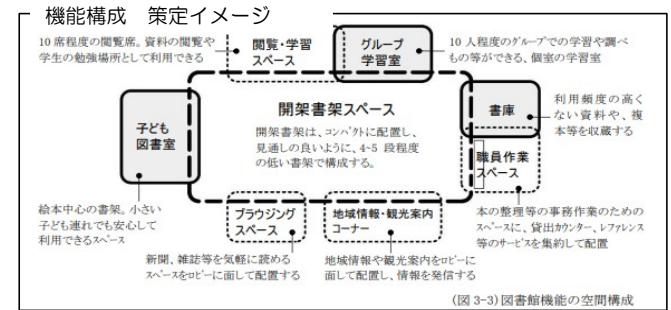 機能構成　策定イメージ
10 席程度の閲覧席。資料の閲覧や
学生の勉強場所として利用できる
閲覧・学習
スペース
グループ
学習室
10 人程度のグループでの学習や調べ
もの等ができる、個室の学習室
開架書架スペース
開架書架は、コンパクトに配置し、
見通しの良いように、4~5 段程度
の低い書架で構成する。
子ども
図書室
書庫
利用頻度の高く
ない資料や、複
本等を収蔵する
職員作業
スペース
絵本中心の書架。小さい
子ども連れでも安心して
利用できるスペース
ブラウジング
スペース
地域情報・観光案内
コーナー
本の整理等の事務作業のための
スペースに、貸出カウンター、レファレンス
等のサービスを集約して配置
新聞、雑誌等を気軽に読める
スペースをロビーに面して配置する
地域情報や観光案内をロビーに
面して配置し、情報を発信する
(図 3-3)図書館機能の空間構成